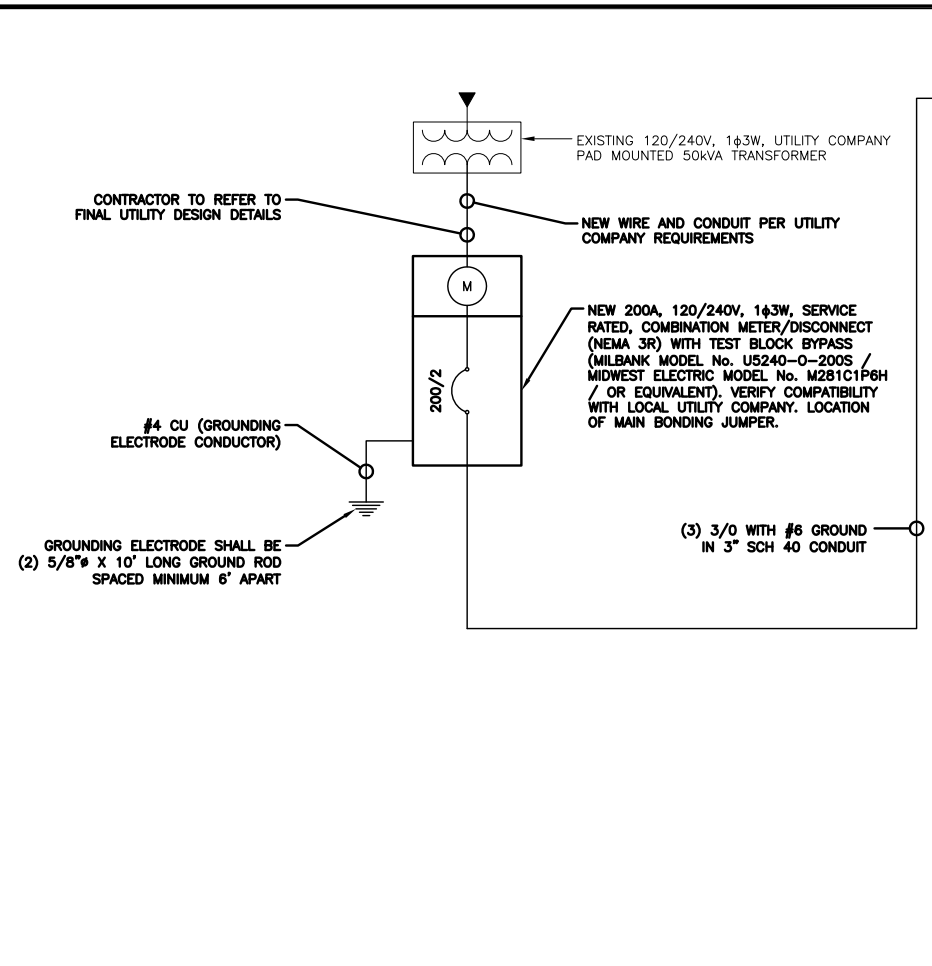 EXISTING 120/240V, 1ϕ3W, UTILITY COMPANY
PAD MOUNTED 50kVA TRANSFORMER
CONTRACTOR TO REFER TO
FINAL UTILITY DESIGN DETAILS
NEW WIRE AND CONDUIT PER UTILITY
COMPANY REQUIREMENTS
M
NEW 200A, 120/240V, 1ϕ3W, SERVICE
RATED, COMBINATION METER/DISCONNECT
(NEMA 3R) WITH TEST BLOCK BYPASS
(MILBANK MODEL No. U5240-O-200S /
MIDWEST ELECTRIC MODEL No. M281C1P6H
/ OR EQUIVALENT). VERIFY COMPATIBILITY
WITH LOCAL UTILITY COMPANY. LOCATION
OF MAIN BONDING JUMPER.
200/2
#4 CU (GROUNDING
ELECTRODE CONDUCTOR)
GROUNDING ELECTRODE SHALL BE
(2) 5/8"ø X 10' LONG GROUND ROD
SPACED MINIMUM 6' APART
(3) 3/0 WITH #6 GROUND
IN 3" SCH 40 CONDUIT